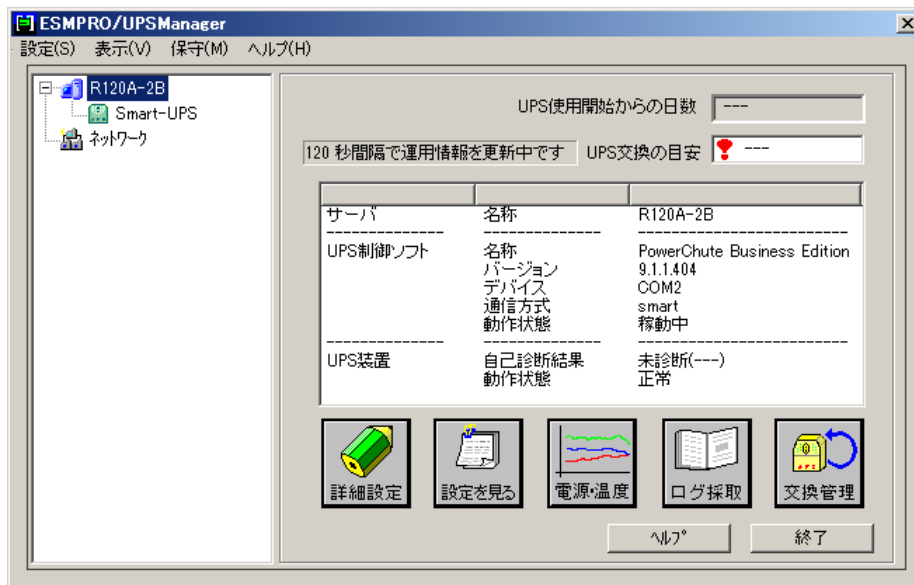 ESMPRO/UPSManager
設定(S) 表示(V) 保守(M) ヘルプ(H)
R120A-2B
Smart-UPS
ネットワーク
UPS使用開始からの日数 ---
120 秒間隔で運用情報を更新中です UPS交換の目安 ---
サーバ 名称 R120A-2B
-------------- -------------- -------------------------
UPS制御ソフト 名称 PowerChute Business Edition
バージョン 9.1.1.404
デバイス COM2
通信方式 smart
動作状態 稼動中
-------------- -------------- -------------------------
UPS装置 自己診断結果 未診断(---)
動作状態 正常
詳細設定 設定を見る 電源・温度 ログ採取 交換管理
ヘルプ 終了